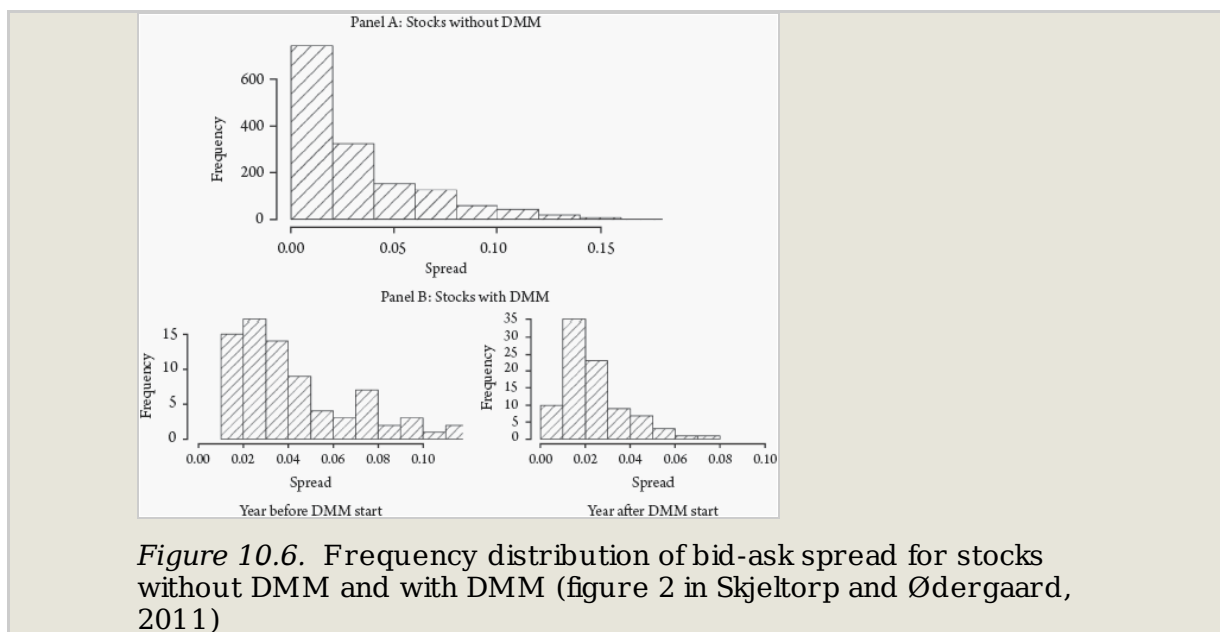 Panel A: Stocks without DMM
600
400
200
0
Frequency
0.00 0.05 0.10 0.15
Spread
Panel B: Stocks with DMM
15
10
5
0
Frequency
0.00 0.02 0.04 0.06 0.08 0.10
Spread
Year before DMM start
35
30
25
20
15
10
5
0
Frequency
0.00 0.02 0.04 0.06 0.08 0.10
Spread
Year after DMM start
Figure 10.6. Frequency distribution of bid-ask spread for stocks
without DMM and with DMM (figure 2 in Skjeltorp and Ødergaard,
2011)